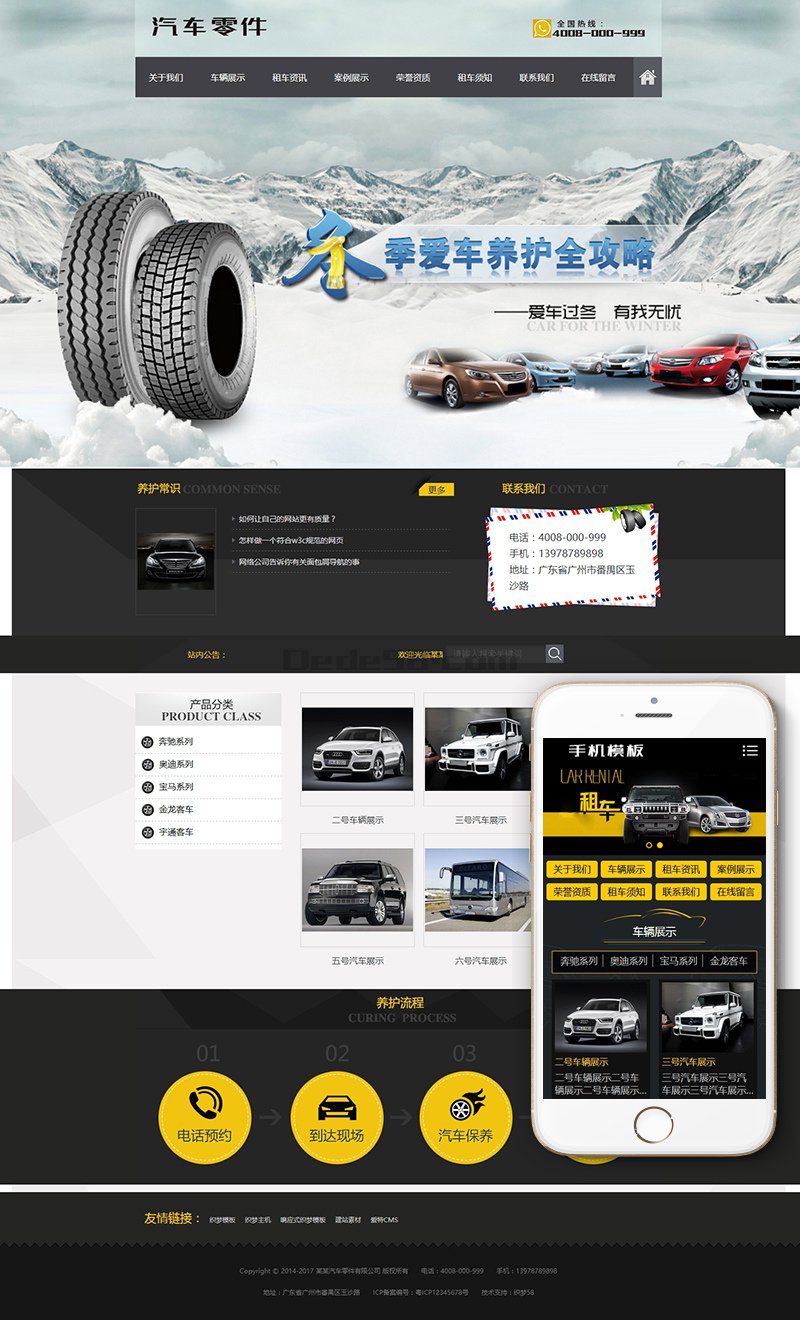 汽车零件
全国热线：
4008-000-999
关于我们 车辆展示 租车资讯 案例展示 荣誉资质 租车须知 联系我们 在线留言
冬季爱车养护全攻略
——爱车过冬 有我无忧
CAR FOR THE WINTER
养护常识 COMMON SENSE
更多
如何让自己的网站更有质量？
怎样做一个符合w3c规范的网页
网络公司告诉你有关面包屑导航的事
联系我们 CONTACT
电话：4008-000-999
手机：13978789898
地址：广东省广州市番禺区玉
沙路
站内公告：
欢迎光临某某
请输入搜索关键词
产品分类
PRODUCT CLASS
奔驰系列
奥迪系列
宝马系列
金龙客车
宇通客车
二号车辆展示
三号汽车展示
五号汽车展示
六号汽车展示
手机模板
CAR RENTAL
租车
关于我们 车辆展示 租车资讯 案例展示
荣誉资质 租车须知 联系我们 在线留言
车辆展示
奔驰系列 奥迪系列 宝马系列 金龙客车
二号车辆展示
二号车辆展示二号车
辆展示二号车辆展示...
三号汽车展示
三号汽车展示三号汽
车展示三号汽车展示...
养护流程
CURING PROCESS
01
02
03
电话预约
到达现场
汽车保养
友情链接：
织梦模板 织梦主机 响应式织梦模板 建站素材 爱特CMS
Copyright © 2014-2017 某某汽车零件有限公司 版权所有 电话：4008-000-999 手机：13978789898
地址：广东省广州市番禺区玉沙路 ICP备案编号：粤ICP12345678号 技术支持：织梦58